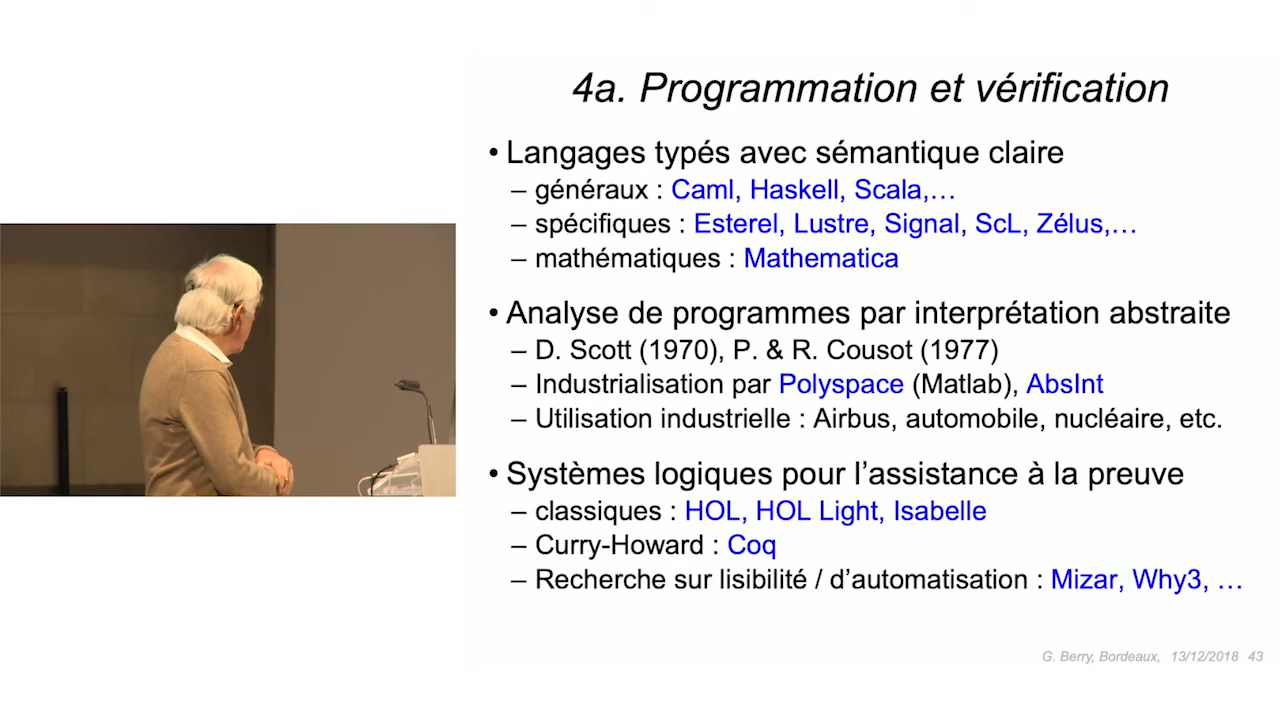 4a. Programmation et vérification
• Langages typés avec sémantique claire
– généraux : Caml, Haskell, Scala,…
– spécifiques : Esterel, Lustre, Signal, ScL, Zélus,…
– mathématiques : Mathematica
• Analyse de programmes par interprétation abstraite
– D. Scott (1970), P. & R. Cousot (1977)
– Industrialisation par Polyspace (Matlab), AbsInt
– Utilisation industrielle : Airbus, automobile, nucléaire, etc.
• Systèmes logiques pour l’assistance à la preuve
– classiques : HOL, HOL Light, Isabelle
– Curry-Howard : Coq
– Recherche sur lisibilité / d’automatisation : Mizar, Why3, …
G. Berry, Bordeaux, 13/12/2018 43